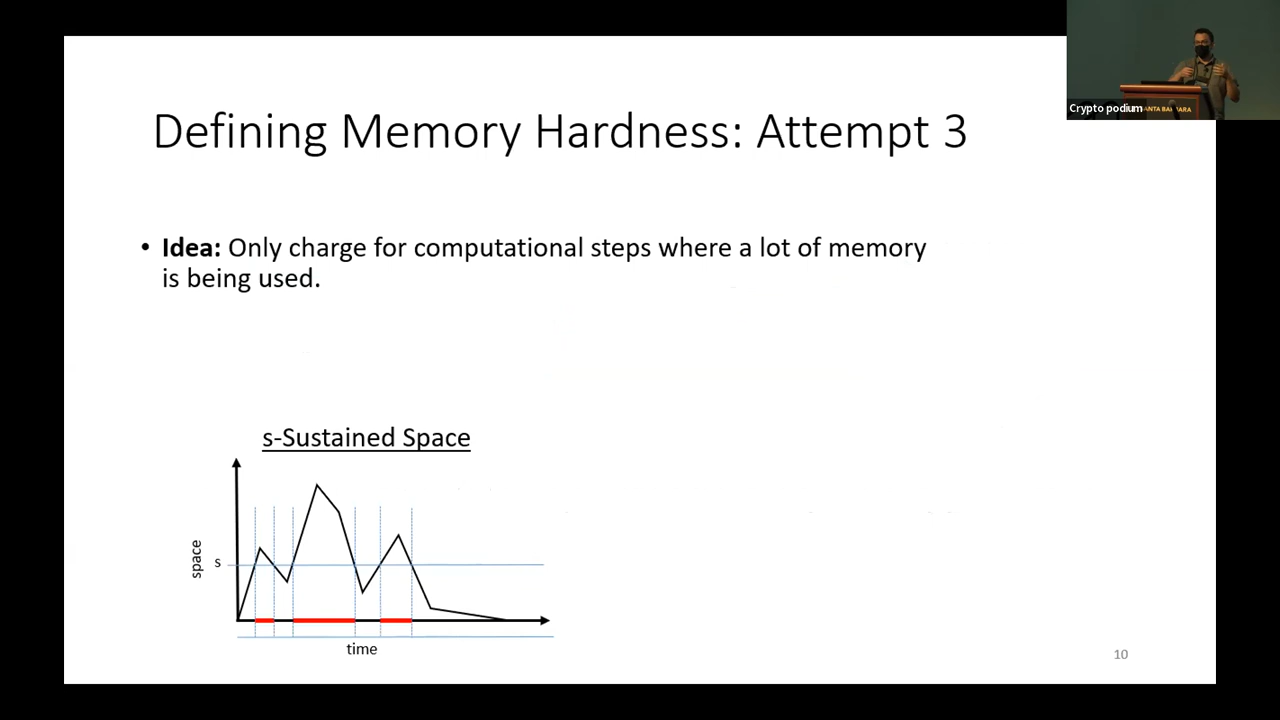 Defining Memory Hardness: Attempt 3
Crypto podium
• Idea: Only charge for computational steps where a lot of memory
is being used.
s-Sustained Space
space
s
time
10